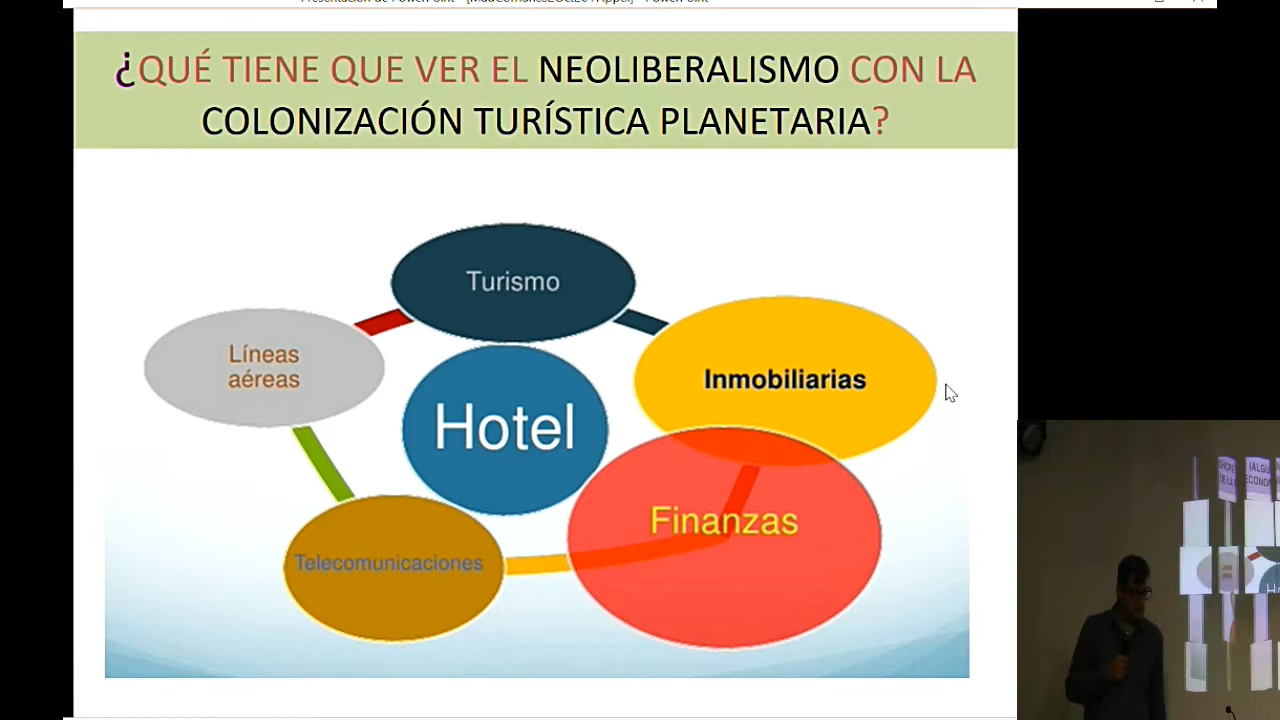 ¿QUÉ TIENE QUE VER EL NEOLIBERALISMO CON LA
COLONIZACIÓN TURÍSTICA PLANETARIA?
Turismo
Líneas
aéreas
Inmobiliarias
Hotel
Finanzas
Telecomunicaciones